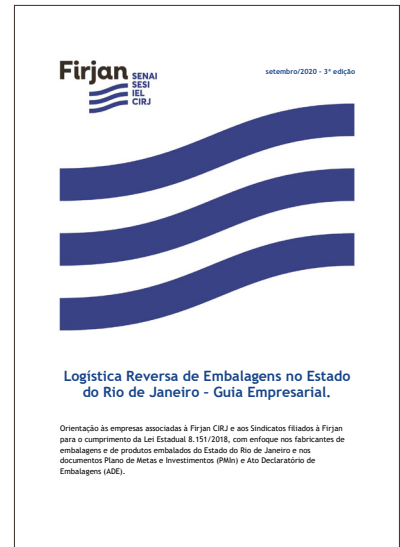 Firjan SENAI
SESI
IEL
CIRJ
setembro/2020 - 3ª edição
Logística Reversa de Embalagens no Estado
do Rio de Janeiro – Guia Empresarial.
Orientação às empresas associadas à Firjan CIRJ e aos Sindicatos filiados à Firjan
para o cumprimento da Lei Estadual 8.151/2018, com enfoque nos fabricantes de
embalagens e de produtos embalados do Estado do Rio de Janeiro e nos
documentos Plano de Metas e Investimentos (PMIn) e Ato Declaratório de
Embalagens (ADE).